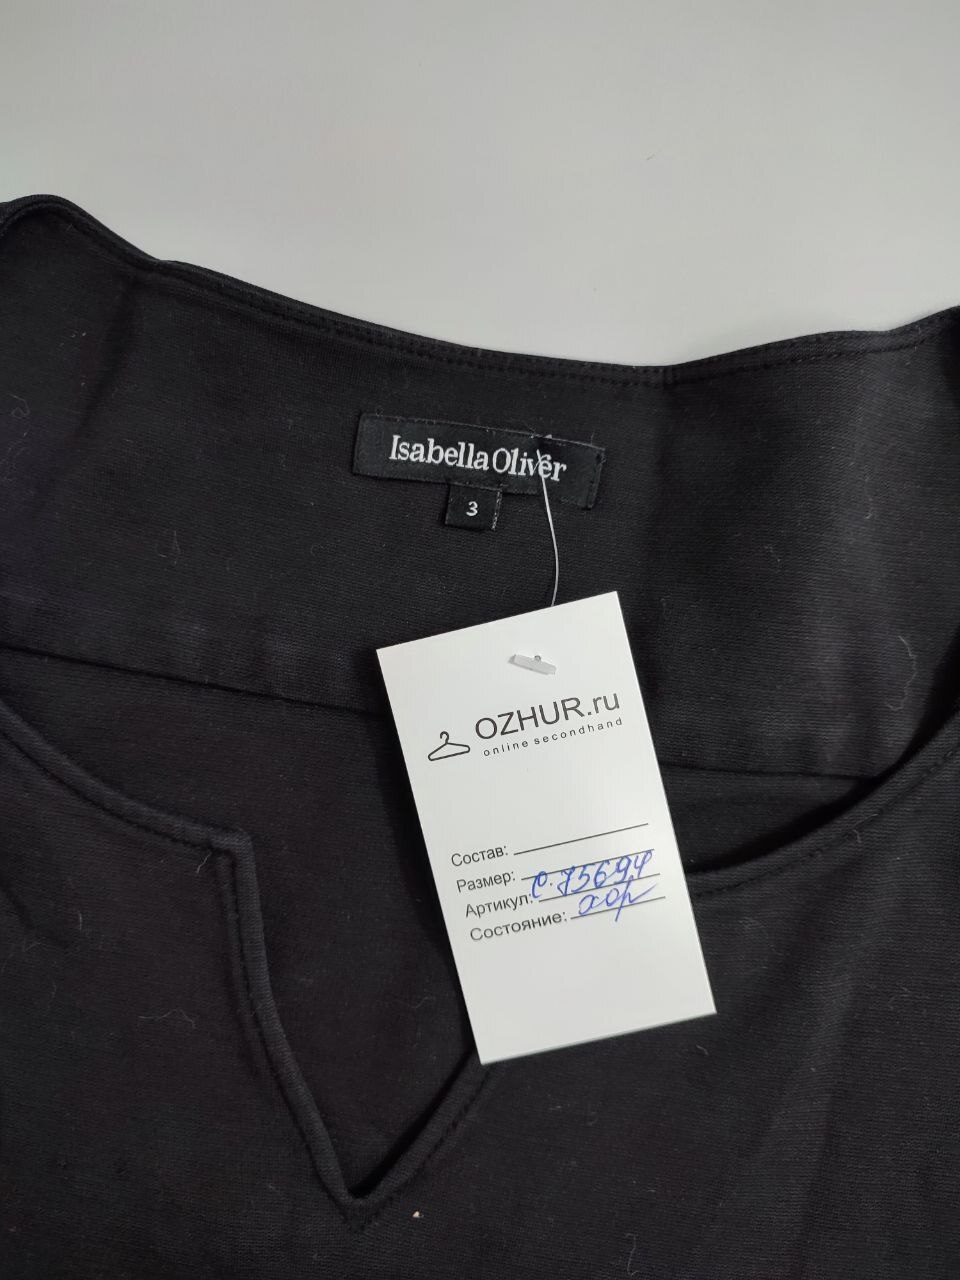 Isabella Oliver
3
OZHUR.ru
online secondhand
Состав:
Размер:
Артикул: с. 75694
Состояние: хор